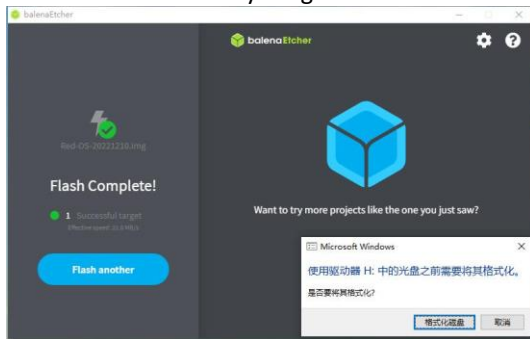 balenaEtcher
balenaEtcher
Red-OS-20221210.img
Flash Complete!
1 Successful target
Flash another
Want to try more projects like the one you just saw?
Microsoft Windows
使用驱动器 H: 中的光盘之前需要将其格式化。
是否要将其格式化?
格式化磁盘
取消